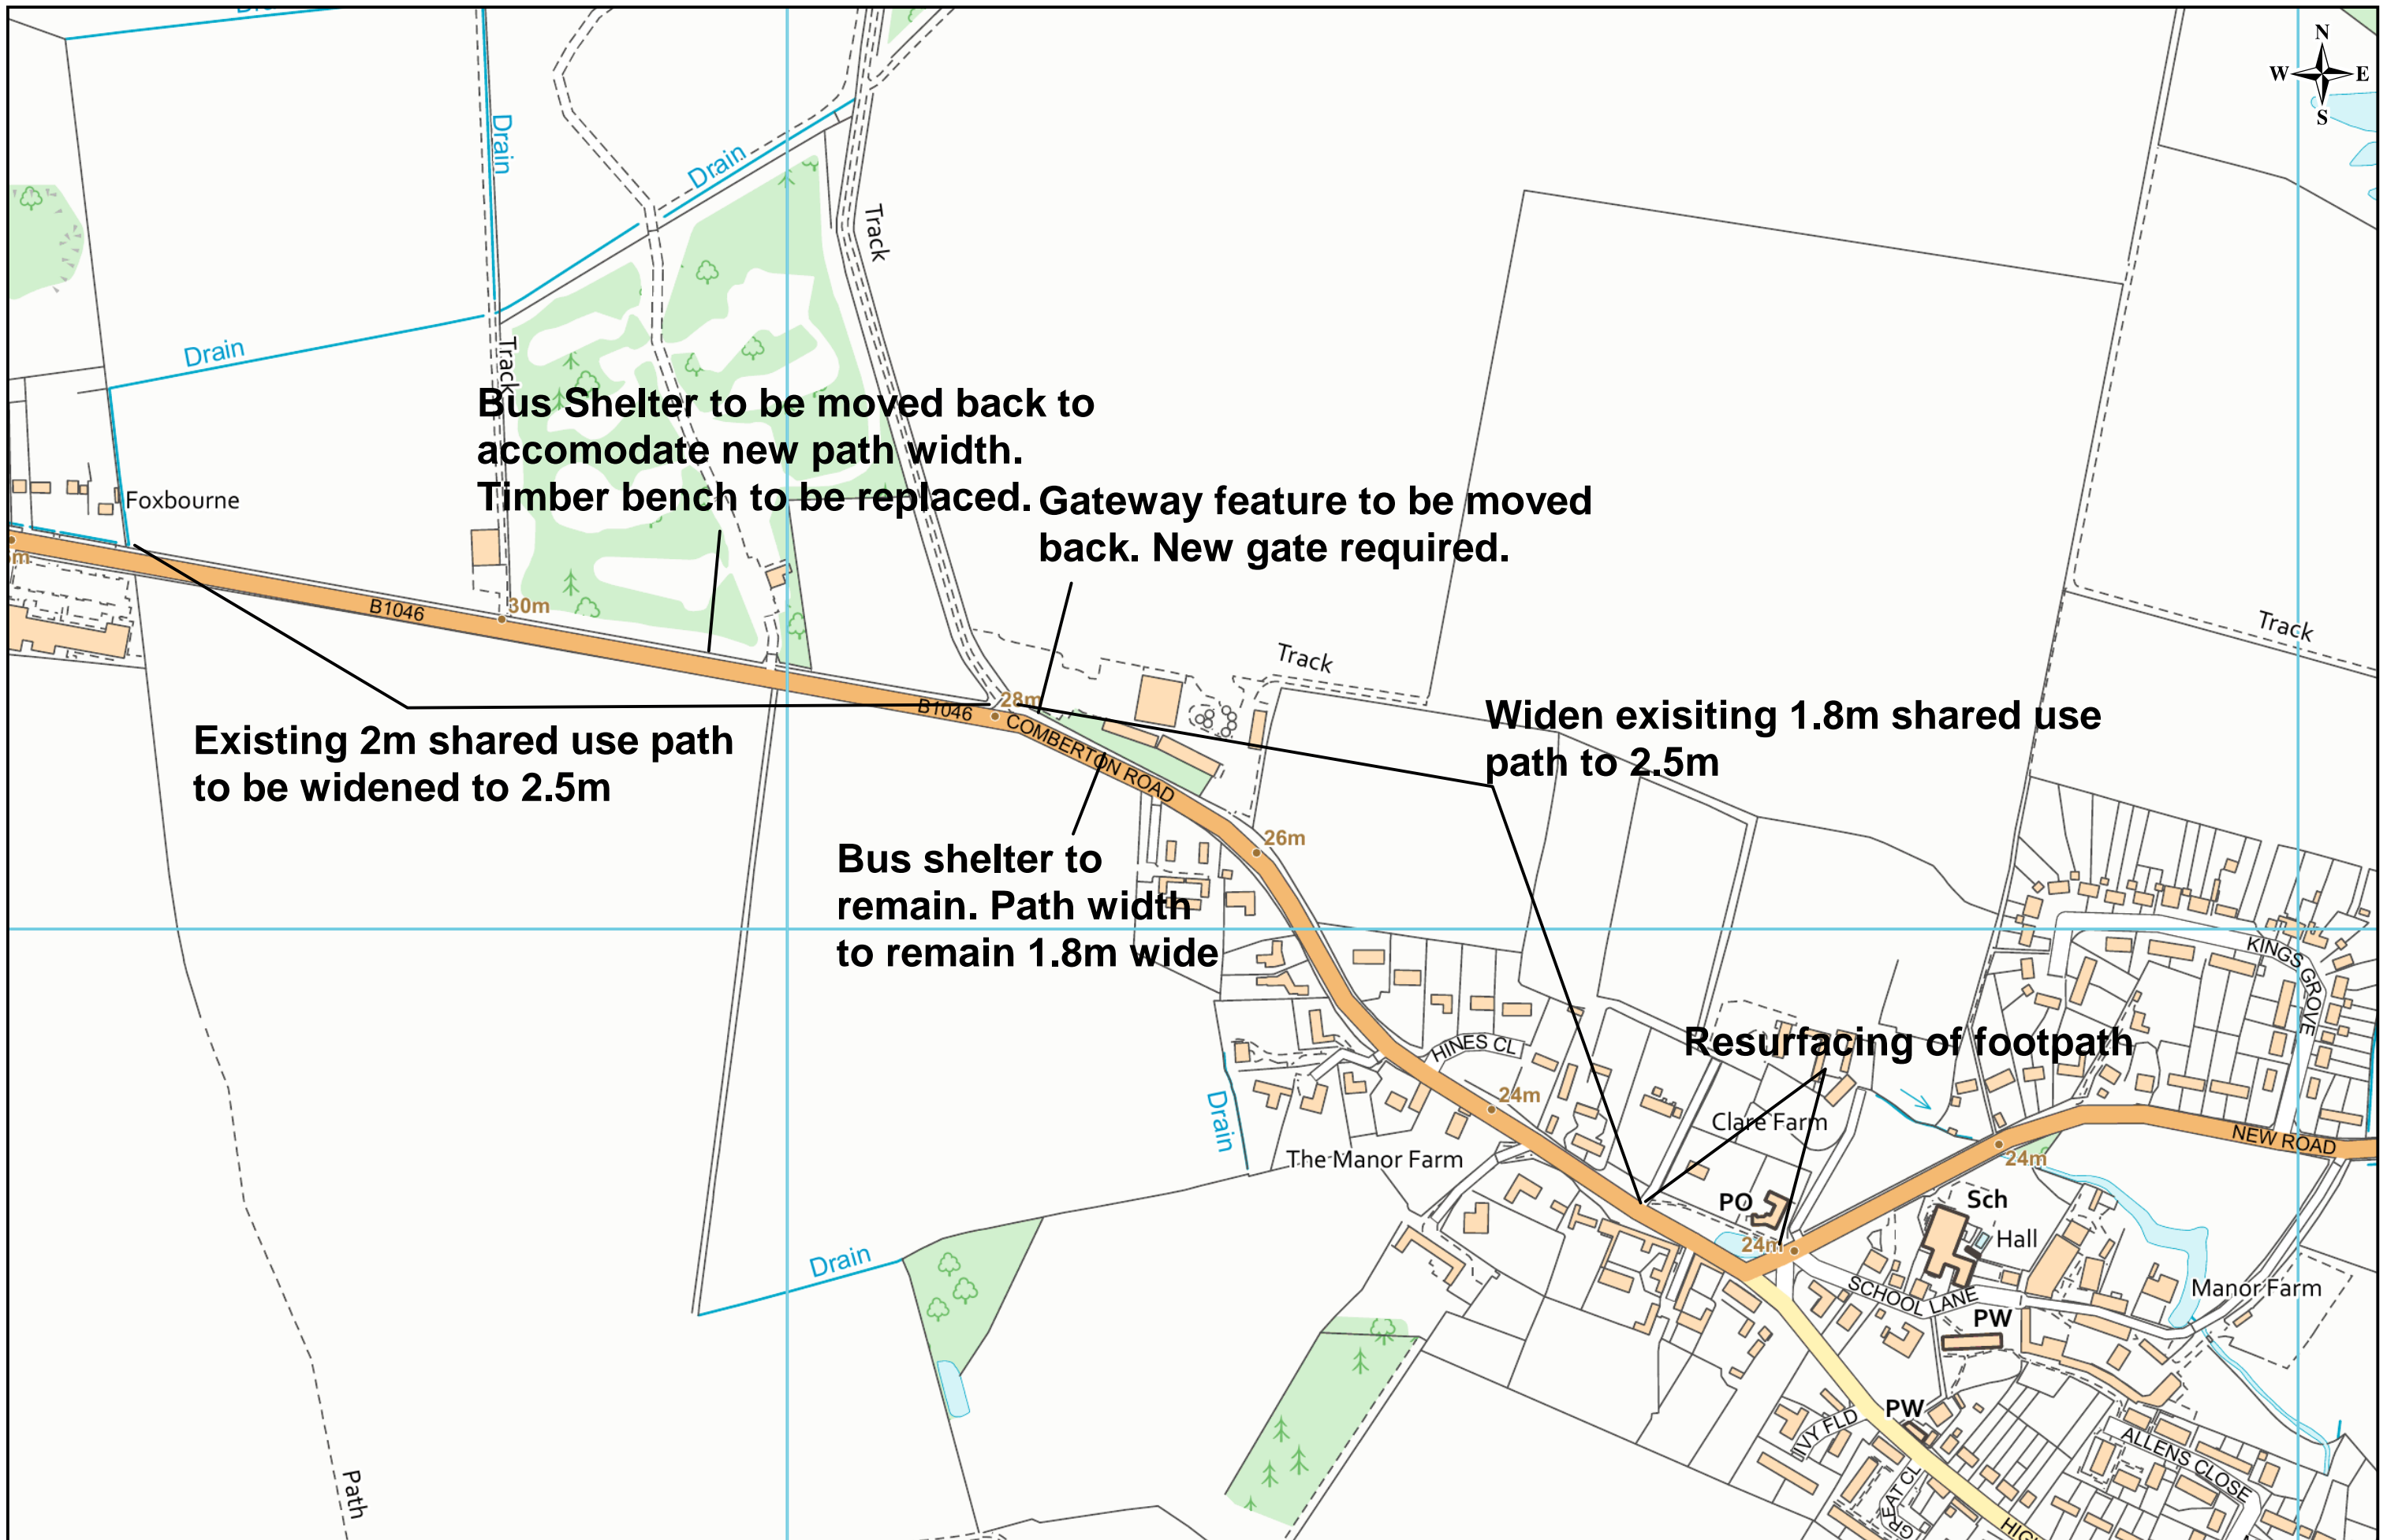 N
W E
S
Drain
Drain
Track
Drain
Track
Bus Shelter to be moved back to
accomodate new path width.
Timber bench to be replaced.
Gateway feature to be moved
back. New gate required.
Foxbourne
m
B1046
30m
Track
Track
28m
B1046
COMBERTON ROAD
Existing 2m shared use path
to be widened to 2.5m
Widen exisiting 1.8m shared use
path to 2.5m
26m
Bus shelter to
remain. Path width
to remain 1.8m wide
KINGS GROVE
HINES CL
Resurfacing of footpath
24m
Drain
Clare Farm
The Manor Farm
NEW ROAD
24m
PO
Sch
Hall
24m
Drain
SCHOOL LANE
Manor Farm
PW
PW
IVY FLD
ALLENS CLOSE
GREAT CL
Path